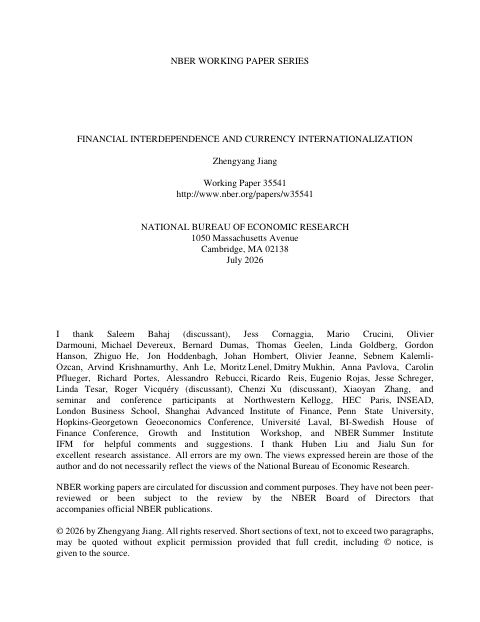 NBER WORKING PAPER SERIES
FINANCIAL INTERDEPENDENCE AND CURRENCY INTERNATIONALIZATION
Zhengyang Jiang
Working Paper 35541
http://www.nber.org/papers/w35541
NATIONAL BUREAU OF ECONOMIC RESEARCH
1050 Massachusetts Avenue
Cambridge, MA 02138
July 2026
I thank Saleem Bahaj (discussant), Jess Cornaggia, Mario Crucini, Olivier
Darmouni, Michael Devereux, Bernard Dumas, Thomas Geelen, Linda Goldberg, Gordon
Hanson, Zhiguo He, Jon Hoddenbagh, Johan Hombert, Olivier Jeanne, Sebnem Kalemli-
Ozcan, Arvind Krishnamurthy, Anh Le, Moritz Lenel, Dmitry Mukhin, Anna Pavlova, Carolin
Pflueger, Richard Portes, Alessandro Rebucci, Ricardo Reis, Eugenio Rojas, Jesse Schreger,
Linda Tesar, Roger Vicquéry (discussant), Chenzi Xu (discussant), Xiaoyan Zhang, and
seminar and conference participants at Northwestern Kellogg, HEC Paris, INSEAD,
London Business School, Shanghai Advanced Institute of Finance, Penn State University,
Hopkins-Georgetown Geoeconomics Conference, Université Laval, BI-Swedish House of
Finance Conference, Growth and Institution Workshop, and NBER Summer Institute
IFM for helpful comments and suggestions. I thank Huben Liu and Jialu Sun for
excellent research assistance. All errors are my own. The views expressed herein are those of the
author and do not necessarily reflect the views of the National Bureau of Economic Research.
NBER working papers are circulated for discussion and comment purposes. They have not been peer-
reviewed or been subject to the review by the NBER Board of Directors that
accompanies official NBER publications.
© 2026 by Zhengyang Jiang. All rights reserved. Short sections of text, not to exceed two paragraphs,
may be quoted without explicit permission provided that full credit, including © notice, is
given to the source.